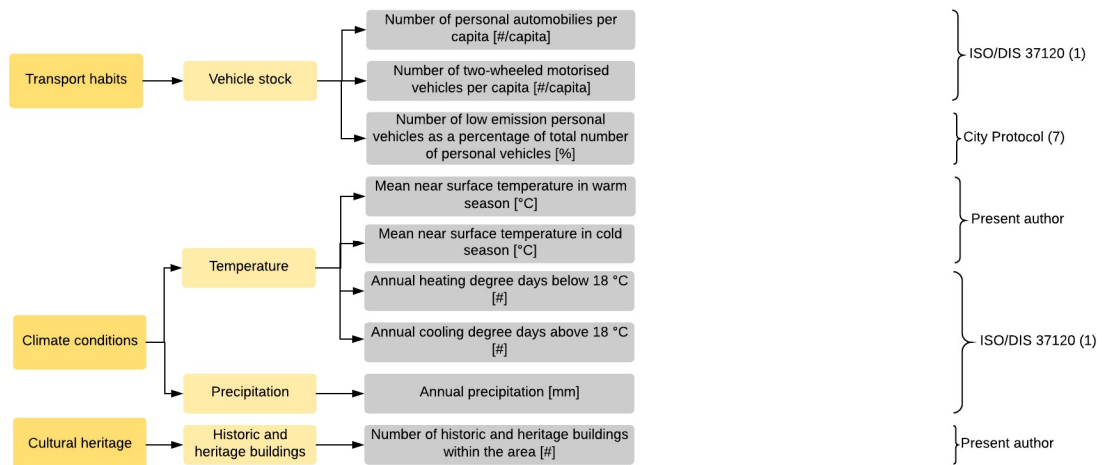 Number of personal automobilies per
capita [#/capita]
ISO/DIS 37120 (1)
Transport habits
Vehicle stock
Number of two-wheeled motorised
vehicles per capita [#/capita]
Number of low emission personal
vehicles as a percentage of total number
of personal vehicles [%]
City Protocol (7)
Mean near surface temperature in warm
season [°C]
Present author
Mean near surface temperature in cold
season [°C]
Temperature
Annual heating degree days below 18 °C
[#]
Climate conditions
Annual cooling degree days above 18 °C
[#]
ISO/DIS 37120 (1)
Precipitation
Annual precipitation [mm]
Cultural heritage
Historic and
heritage buildings
Number of historic and heritage buildings
within the area [#]
Present author